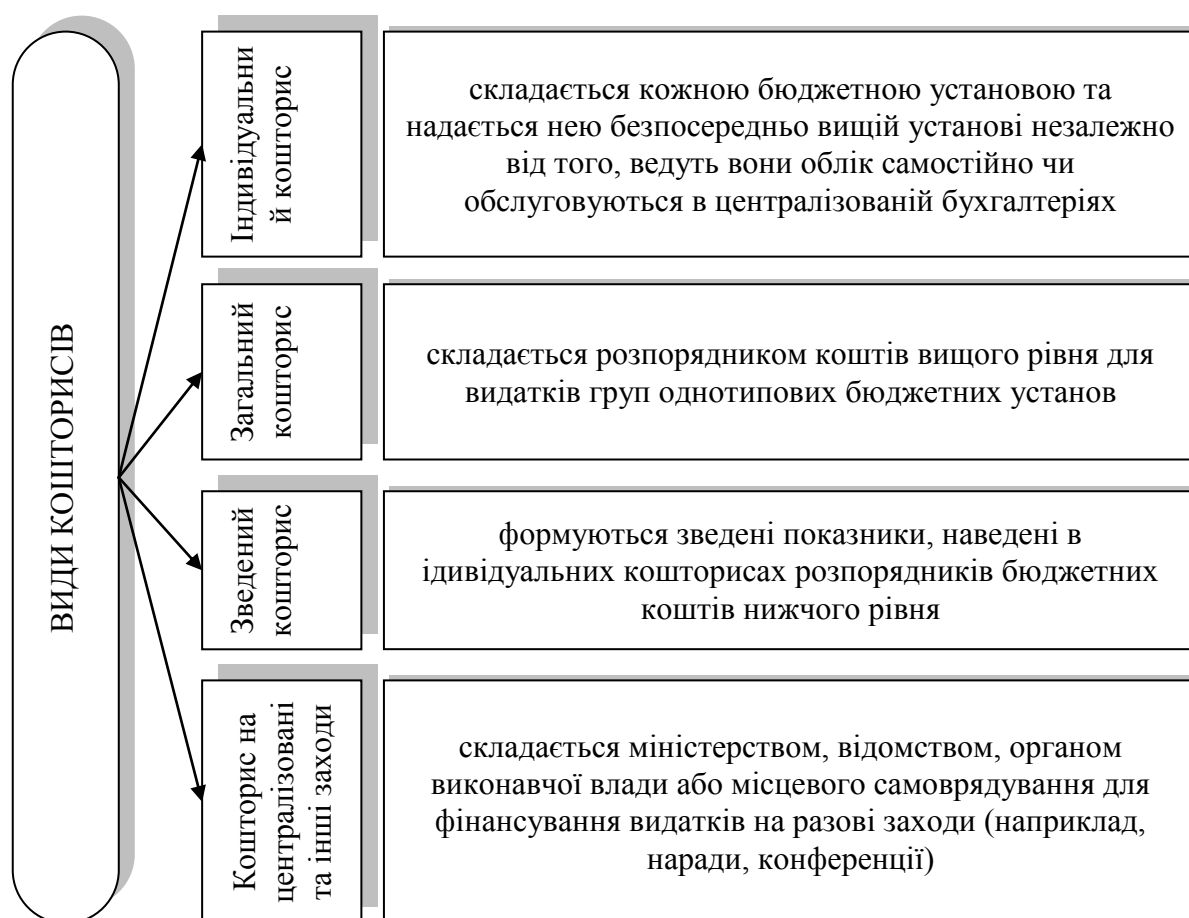 ВИДИ КОШТОРИСІВ
Індивідуальни
й кошторис
складається кожною бюджетною установою та
надається нею безпосередньо вищій установі незалежно
від того, ведуть вони облік самостійно чи
обслуговуються в централізованій бухгалтеріях
Загальний
кошторис
складається розпорядником коштів вищого рівня для
видатків груп однотипових бюджетних установ
Зведений
кошторис
формуються зведені показники, наведені в
ідивідуальних кошторисах розпорядників бюджетних
коштів нижчого рівня
Кошторис на
централізовані
та інші заходи
складається міністерством, відомством, органом
виконавчої влади або місцевого самоврядування для
фінансування видатків на разові заходи (наприклад,
наради, конференції)